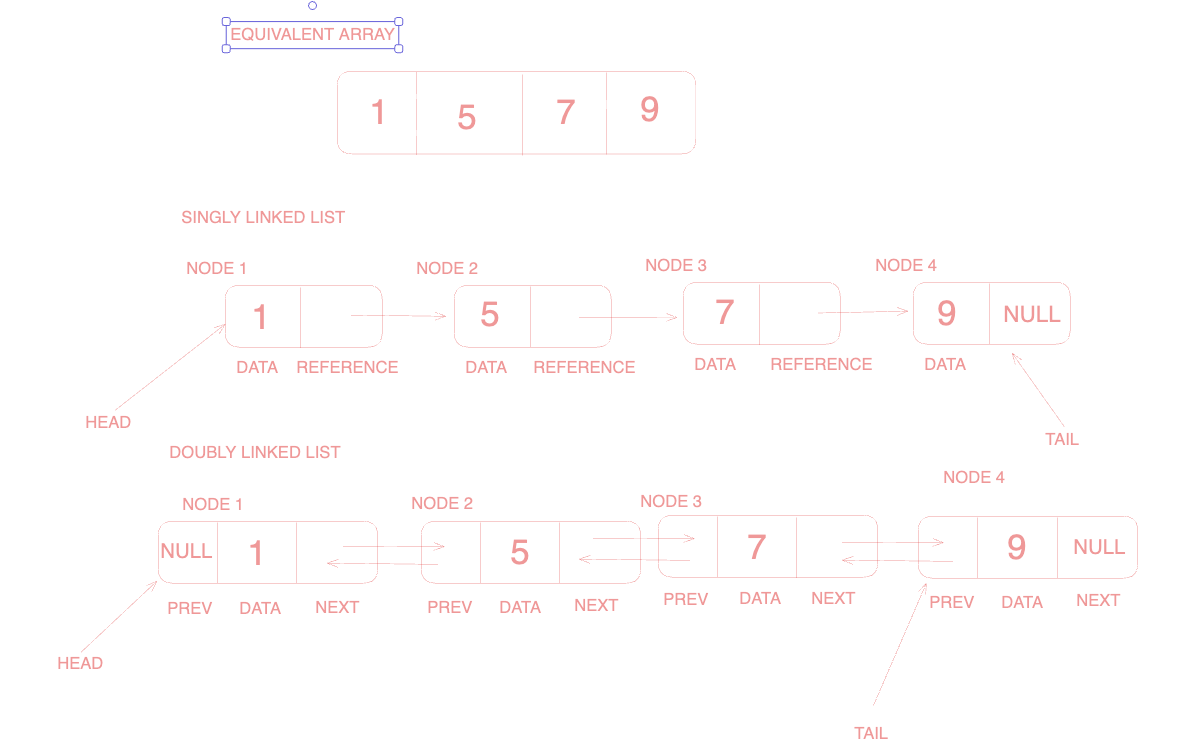 EQUIVALENT ARRAY
1 5 7 9
SINGLY LINKED LIST
NODE 1 NODE 2 NODE 3 NODE 4
1 5 7 9 NULL
DATA REFERENCE DATA REFERENCE DATA REFERENCE DATA
HEAD
TAIL
DOUBLY LINKED LIST
NODE 1 NODE 2 NODE 3 NODE 4
NULL 1 5 7 9 NULL
PREV DATA NEXT PREV DATA NEXT PREV DATA NEXT PREV DATA NEXT
HEAD
TAIL